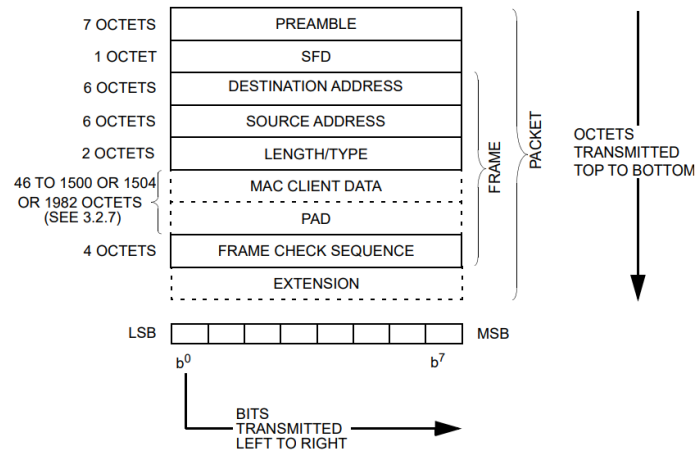 7 OCTETS PREAMBLE
1 OCTET SFD
6 OCTETS DESTINATION ADDRESS
6 OCTETS SOURCE ADDRESS
2 OCTETS LENGTH/TYPE
46 TO 1500 OR 1504
OR 1982 OCTETS
(SEE 3.2.7)
MAC CLIENT DATA
PAD
4 OCTETS FRAME CHECK SEQUENCE
EXTENSION
FRAME
PACKET
OCTETS
TRANSMITTED
TOP TO BOTTOM
LSB MSB
b0 b7
BITS
TRANSMITTED
LEFT TO RIGHT